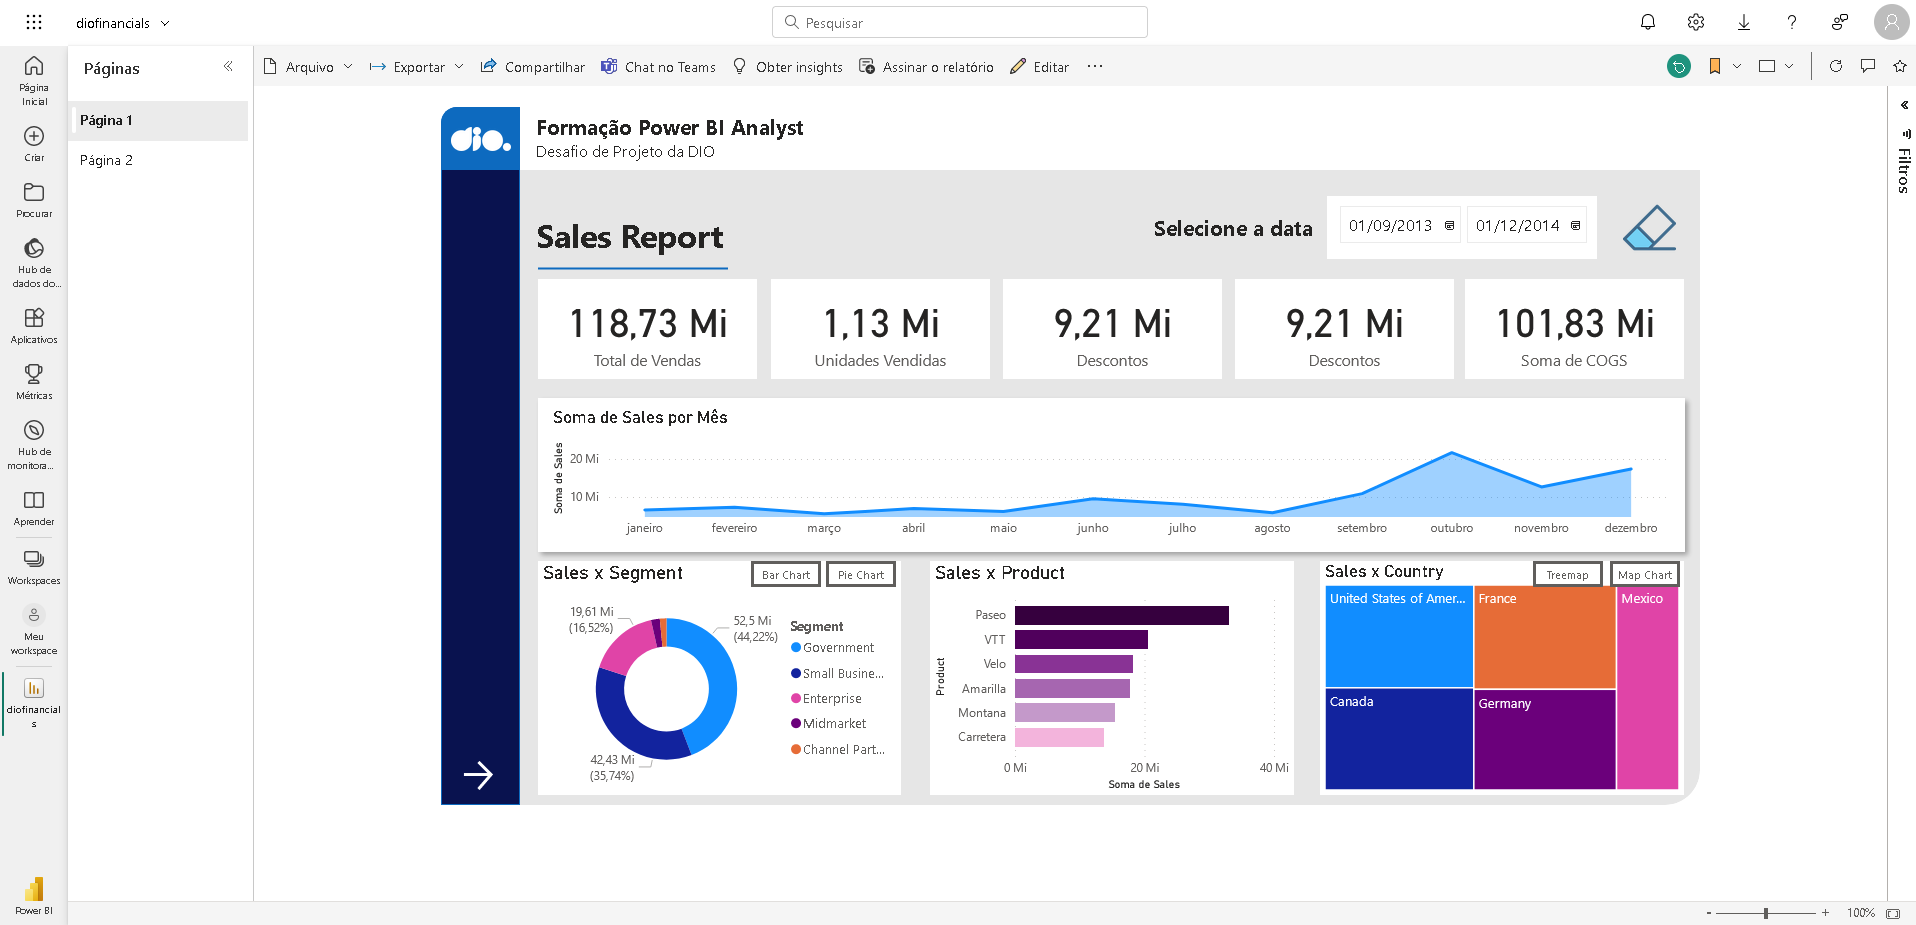 diofinancials
Pesquisar
Página Inicial
Criar
Procurar
Hub de dados do...
Aplicativos
Métricas
Hub de monitora...
Aprender
Workspaces
Meu workspace
diofinancials
Power BI
Páginas
Página 1
Página 2
Arquivo
Exportar
Compartilhar
Chat no Teams
Obter insights
Assinar o relatório
Editar
...
Filtros
dio.
Formação Power BI Analyst
Desafio de Projeto da DIO
Sales Report
Selecione a data
01/09/2013
01/12/2014
118,73 Mi
Total de Vendas
1,13 Mi
Unidades Vendidas
9,21 Mi
Descontos
9,21 Mi
Descontos
101,83 Mi
Soma de COGS
Soma de Sales por Mês
Soma de Sales
20 Mi
10 Mi
janeiro fevereiro março abril maio junho julho agosto setembro outubro novembro dezembro
Sales x Segment
Bar Chart
Pie Chart
19,61 Mi
(16,52%)
52,5 Mi
(44,22%)
42,43 Mi
(35,74%)
Segment
Government
Small Busine...
Enterprise
Midmarket
Channel Part...
Sales x Product
Product
Paseo
VTT
Velo
Amarilla
Montana
Carretera
0 Mi 20 Mi 40 Mi
Soma de Sales
Sales x Country
Treemap
Map Chart
United States of Amer...
France
Mexico
Canada
Germany
- + 100%